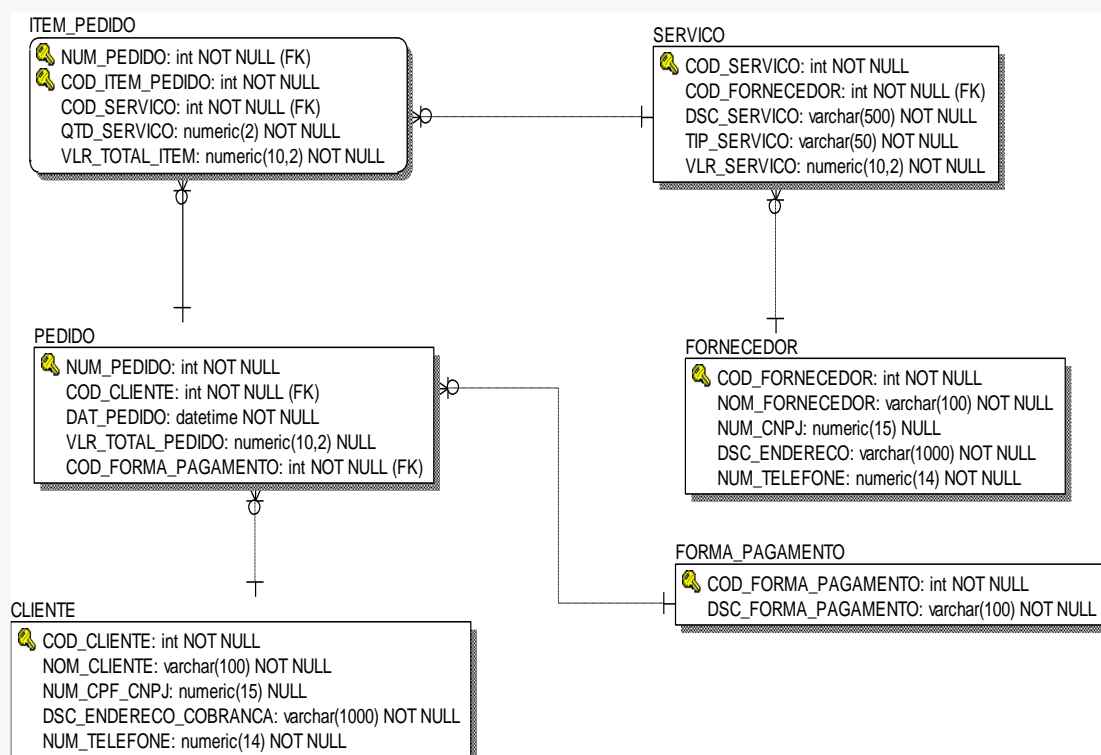 ITEM_PEDIDO
NUM_PEDIDO: int NOT NULL (FK)
COD_ITEM_PEDIDO: int NOT NULL
COD_SERVICO: int NOT NULL (FK)
QTD_SERVICO: numeric(2) NOT NULL
VLR_TOTAL_ITEM: numeric(10,2) NOT NULL
SERVICO
COD_SERVICO: int NOT NULL
COD_FORNECEDOR: int NOT NULL (FK)
DSC_SERVICO: varchar(500) NOT NULL
TIP_SERVICO: varchar(50) NOT NULL
VLR_SERVICO: numeric(10,2) NOT NULL
PEDIDO
NUM_PEDIDO: int NOT NULL
COD_CLIENTE: int NOT NULL (FK)
DAT_PEDIDO: datetime NOT NULL
VLR_TOTAL_PEDIDO: numeric(10,2) NULL
COD_FORMA_PAGAMENTO: int NOT NULL (FK)
FORNECEDOR
COD_FORNECEDOR: int NOT NULL
NOM_FORNECEDOR: varchar(100) NOT NULL
NUM_CNPJ: numeric(15) NULL
DSC_ENDERECO: varchar(1000) NOT NULL
NUM_TELEFONE: numeric(14) NOT NULL
FORMA_PAGAMENTO
COD_FORMA_PAGAMENTO: int NOT NULL
DSC_FORMA_PAGAMENTO: varchar(100) NOT NULL
CLIENTE
COD_CLIENTE: int NOT NULL
NOM_CLIENTE: varchar(100) NOT NULL
NUM_CPF_CNPJ: numeric(15) NULL
DSC_ENDERECO_COBRANCA: varchar(1000) NOT NULL
NUM_TELEFONE: numeric(14) NOT NULL